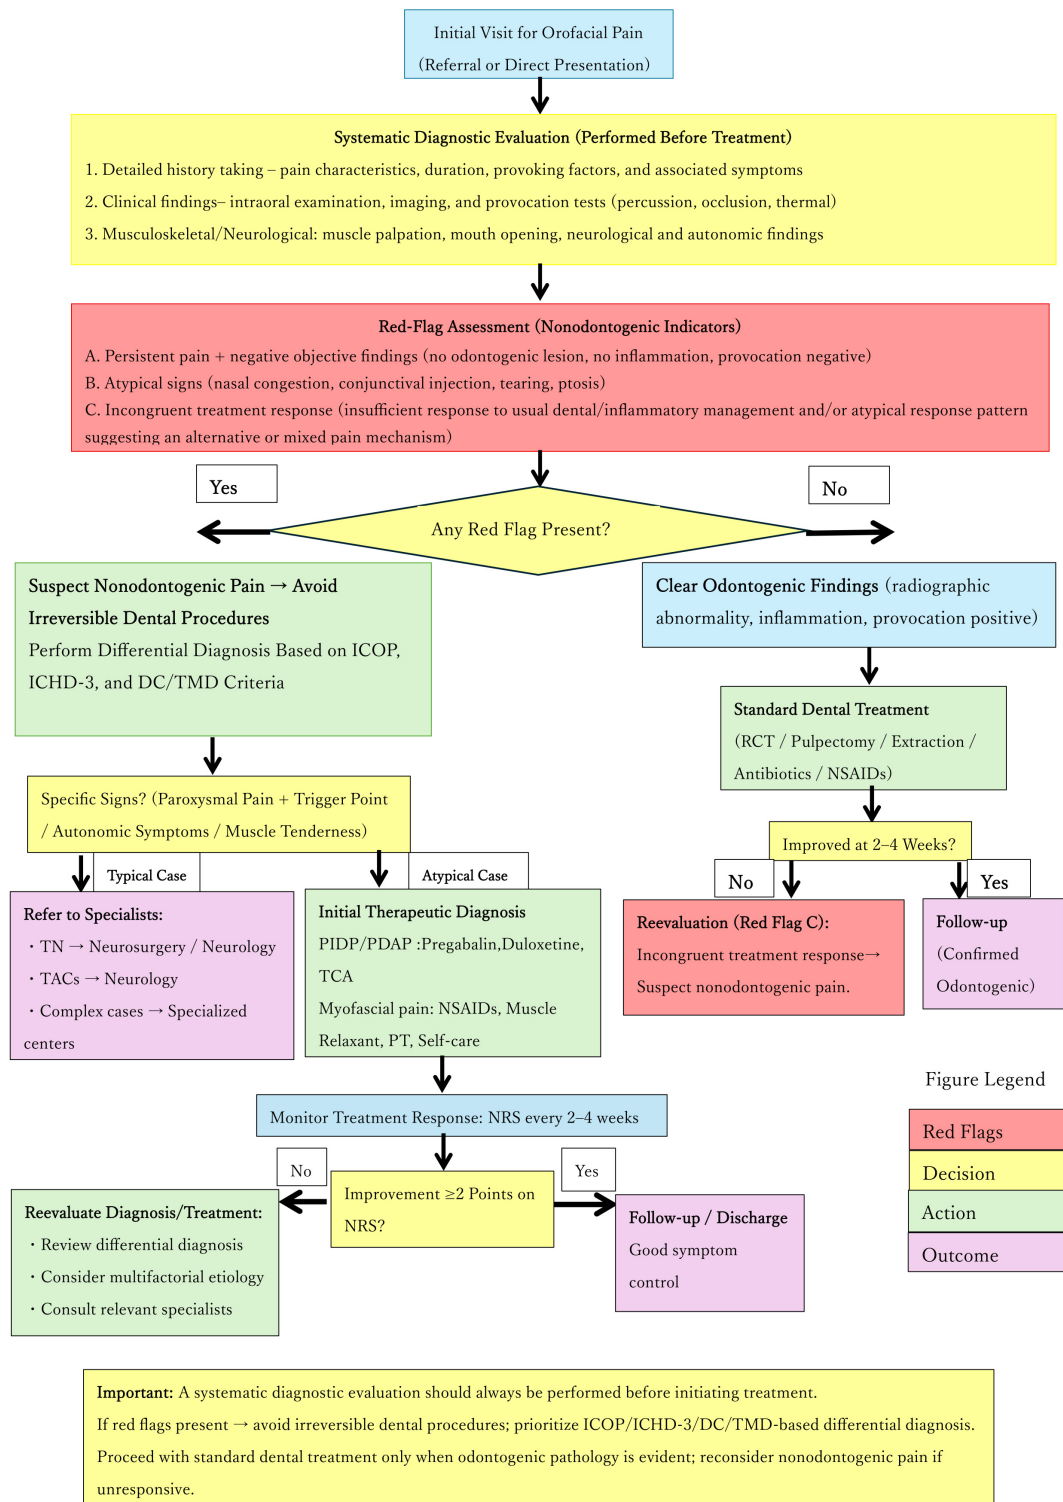 Initial Visit for Orofacial Pain
(Referral or Direct Presentation)
Systematic Diagnostic Evaluation (Performed Before Treatment)
1. Detailed history taking – pain characteristics, duration, provoking factors, and associated symptoms
2. Clinical findings– intraoral examination, imaging, and provocation tests (percussion, occlusion, thermal)
3. Musculoskeletal/Neurological: muscle palpation, mouth opening, neurological and autonomic findings
Red-Flag Assessment (Nonodontogenic Indicators)
A. Persistent pain + negative objective findings (no odontogenic lesion, no inflammation, provocation negative)
B. Atypical signs (nasal congestion, conjunctival injection, tearing, ptosis)
C. Incongruent treatment response (insufficient response to usual dental/inflammatory management and/or atypical response pattern
suggesting an alternative or mixed pain mechanism)
Yes
No
Any Red Flag Present?
Suspect Nonodontogenic Pain → Avoid
Irreversible Dental Procedures
Perform Differential Diagnosis Based on ICOP,
ICHD-3, and DC/TMD Criteria
Clear Odontogenic Findings (radiographic
abnormality, inflammation, provocation positive)
Standard Dental Treatment
(RCT / Pulpectomy / Extraction /
Antibiotics / NSAIDs)
Specific Signs? (Paroxysmal Pain + Trigger Point
/ Autonomic Symptoms / Muscle Tenderness)
Improved at 2–4 Weeks?
Typical Case
Atypical Case
No
Yes
Refer to Specialists:
・TN → Neurosurgery / Neurology
・TACs → Neurology
・Complex cases → Specialized
centers
Initial Therapeutic Diagnosis
PIDP/PDAP :Pregabalin,Duloxetine,
TCA
Myofascial pain: NSAIDs, Muscle
Relaxant, PT, Self-care
Reevaluation (Red Flag C):
Incongruent treatment response→
Suspect nonodontogenic pain.
Follow-up
(Confirmed
Odontogenic)
Monitor Treatment Response: NRS every 2–4 weeks
No
Yes
Improvement ≥2 Points on
NRS?
Reevaluate Diagnosis/Treatment:
・Review differential diagnosis
・Consider multifactorial etiology
・Consult relevant specialists
Follow-up / Discharge
Good symptom
control
Figure Legend
Red Flags
Decision
Action
Outcome
Important: A systematic diagnostic evaluation should always be performed before initiating treatment.
If red flags present → avoid irreversible dental procedures; prioritize ICOP/ICHD-3/DC/TMD-based differential diagnosis.
Proceed with standard dental treatment only when odontogenic pathology is evident; reconsider nonodontogenic pain if
unresponsive.